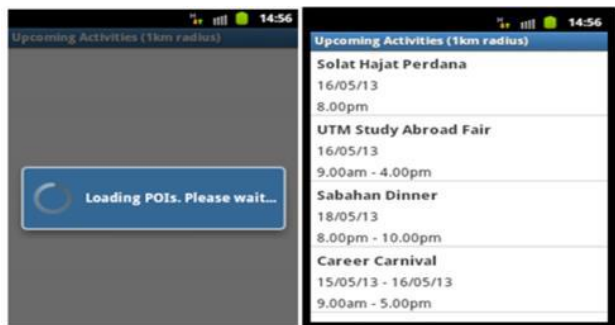 14:56
Upcoming Activities (1km radius)
Loading POIs. Please wait...
14:56
Upcoming Activities (1km radius)
Solat Hajat Perdana
16/05/13
8.00pm
UTM Study Abroad Fair
16/05/13
9.00am - 4.00pm
Sabahan Dinner
18/05/13
8.00pm - 10.00pm
Career Carnival
15/05/13 - 16/05/13
9.00am - 5.00pm